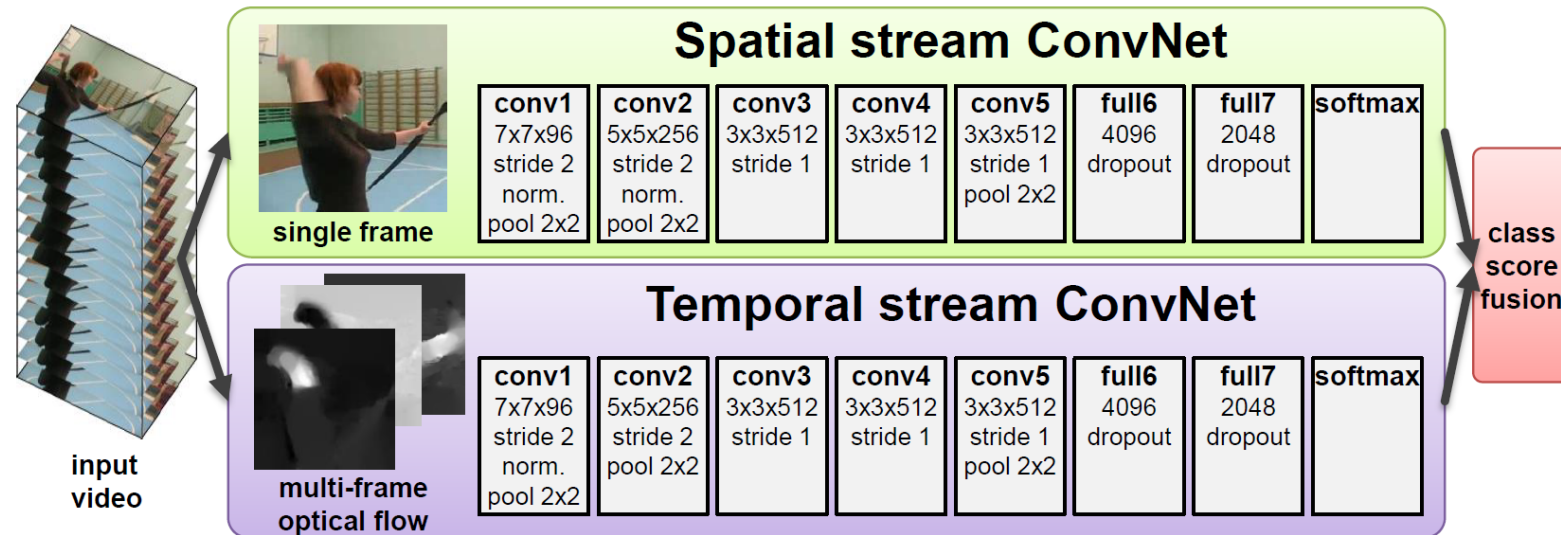 input
video
Spatial stream ConvNet
single frame
conv1
7x7x96
stride 2
norm.
pool 2x2
conv2
5x5x256
stride 2
norm.
pool 2x2
conv3
3x3x512
stride 1
conv4
3x3x512
stride 1
conv5
3x3x512
stride 1
pool 2x2
full6
4096
dropout
full7
2048
dropout
softmax
Temporal stream ConvNet
multi-frame
optical flow
conv1
7x7x96
stride 2
norm.
pool 2x2
conv2
5x5x256
stride 2
pool 2x2
conv3
3x3x512
stride 1
conv4
3x3x512
stride 1
conv5
3x3x512
stride 1
pool 2x2
full6
4096
dropout
full7
2048
dropout
softmax
class
score
fusion